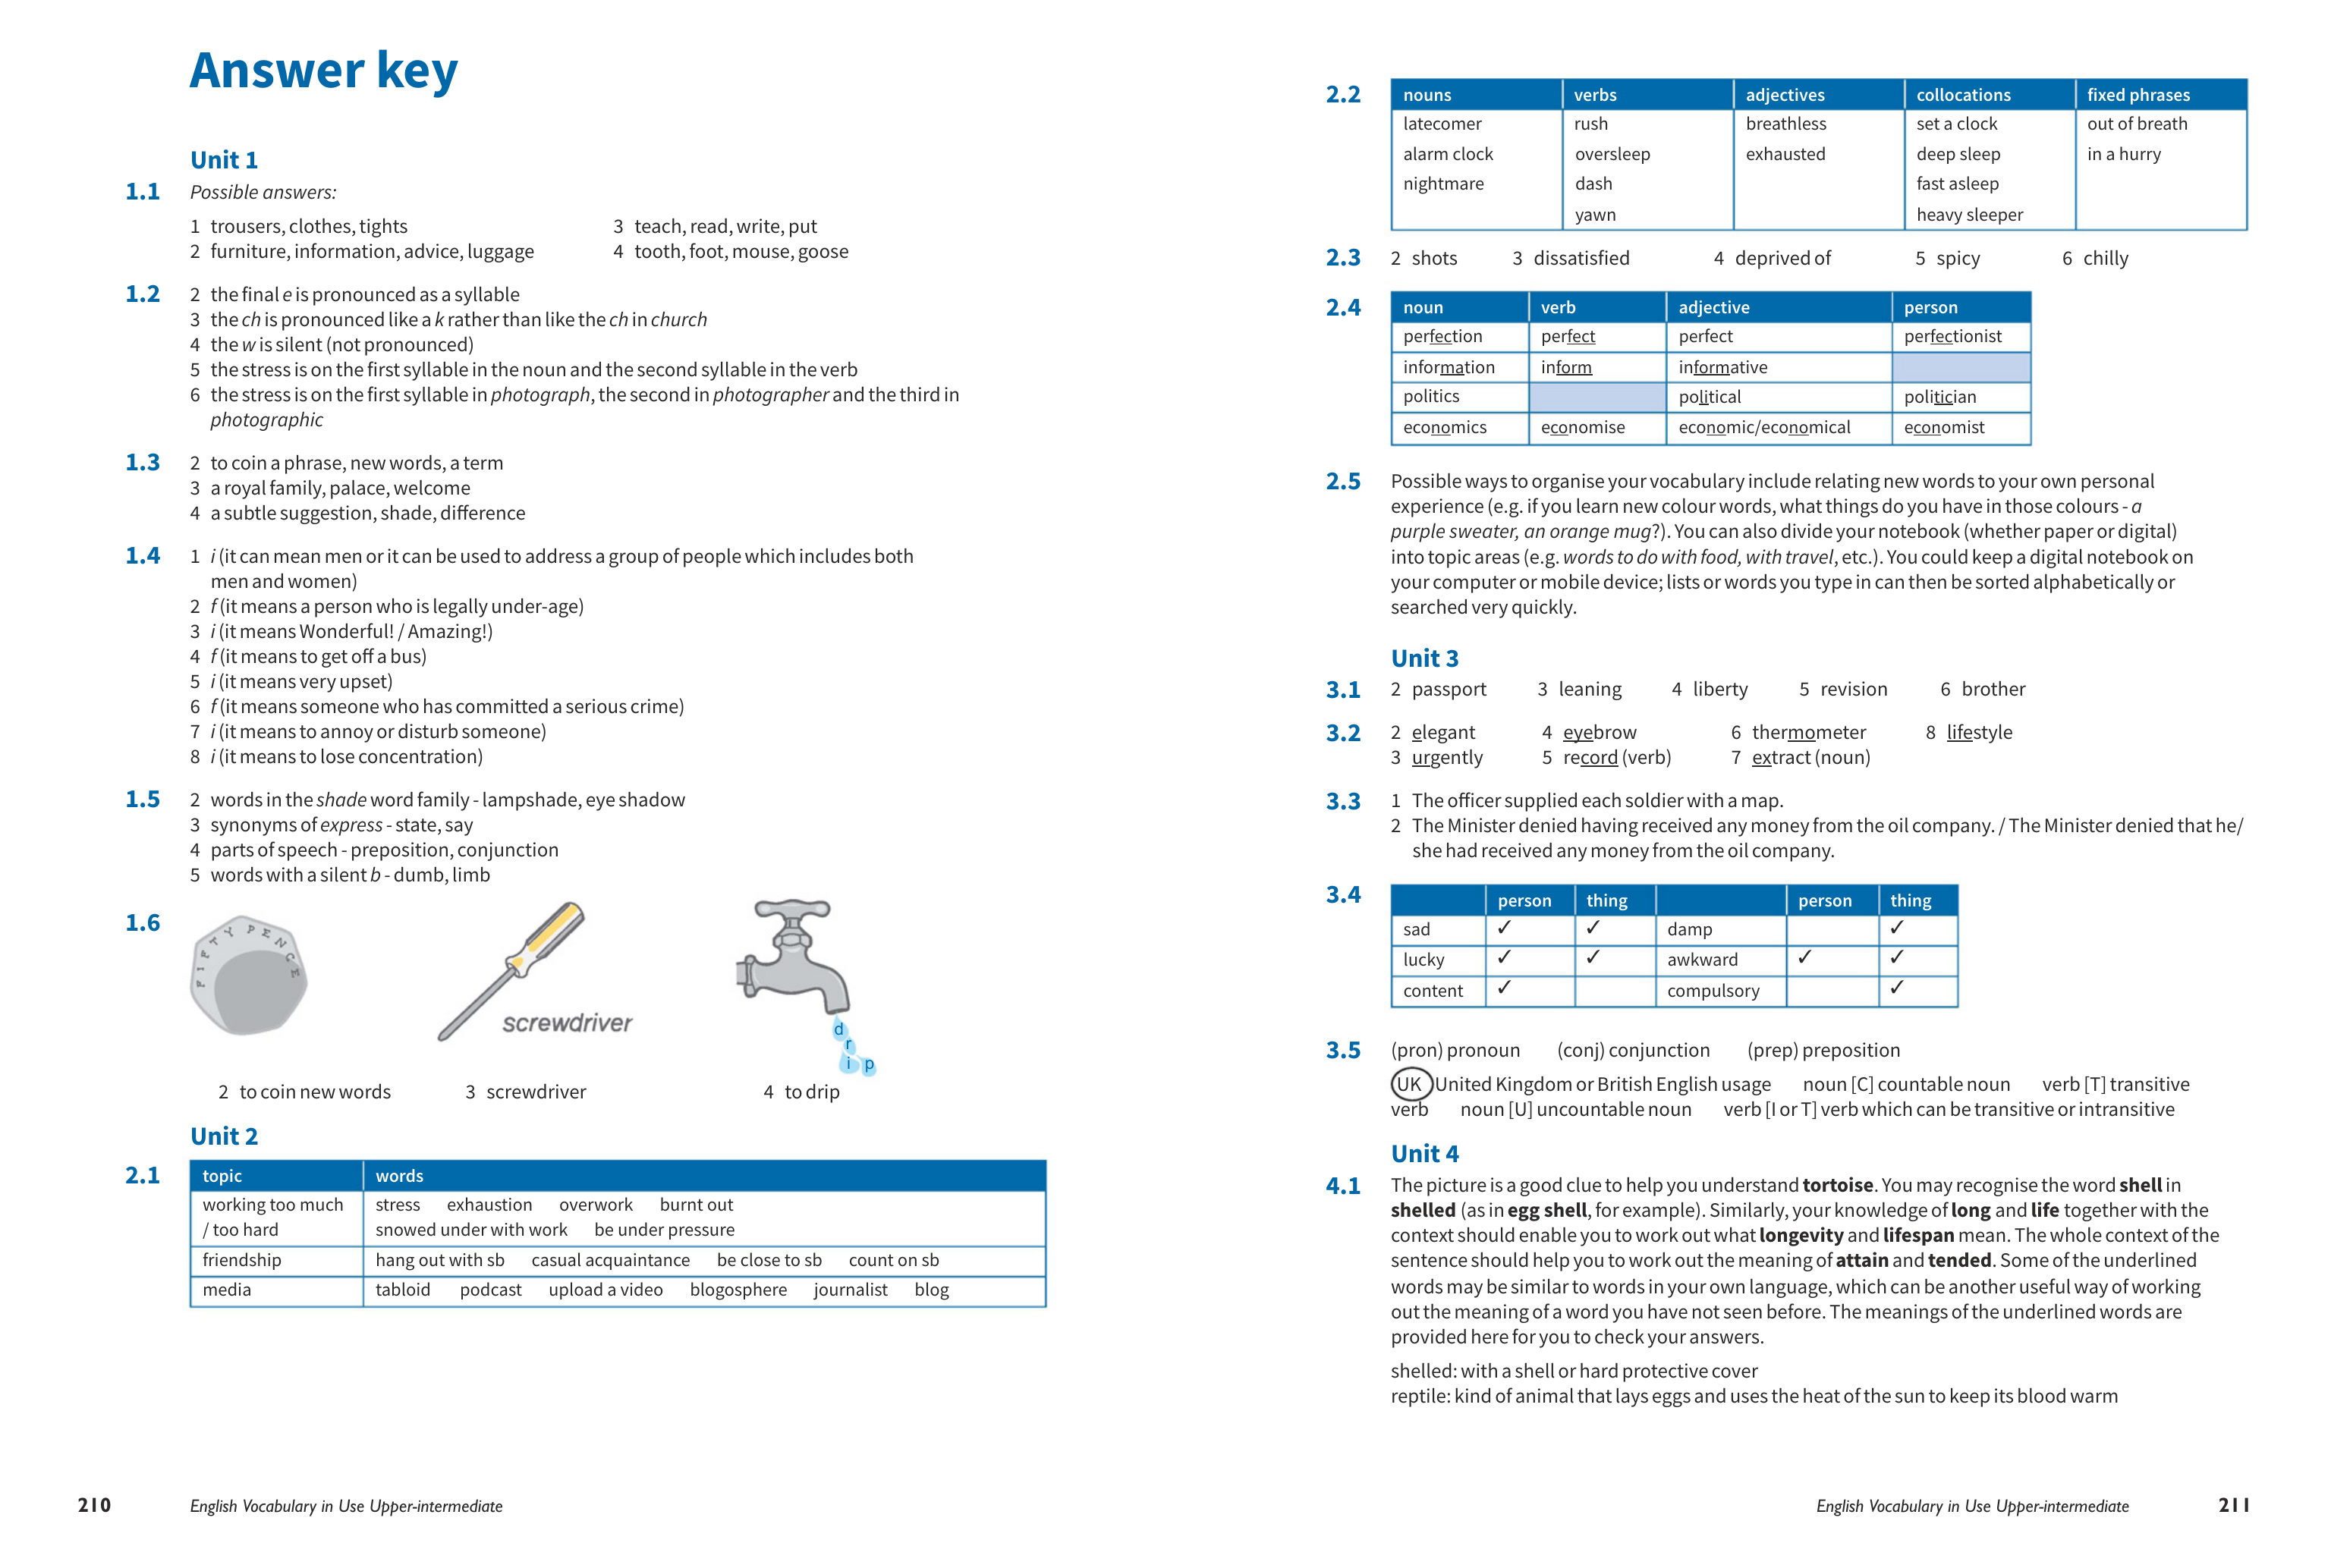 Answer key
Unit 1
1.1 Possible answers:
1 trousers, clothes, tights 3 teach, read, write, put
2 furniture, information, advice, luggage 4 tooth, foot, mouse, goose
1.2 2 the final e is pronounced as a syllable
3 the ch is pronounced like a k rather than like the ch in church
4 the w is silent (not pronounced)
5 the stress is on the first syllable in the noun and the second syllable in the verb
6 the stress is on the first syllable in photograph, the second in photographer and the third in
photographic
1.3 2 to coin a phrase, new words, a term
3 a royal family, palace, welcome
4 a subtle suggestion, shade, difference
1.4 1 i (it can mean men or it can be used to address a group of people which includes both
men and women)
2 f (it means a person who is legally under-age)
3 i (it means Wonderful! / Amazing!)
4 f (it means to get off a bus)
5 i (it means very upset)
6 f (it means someone who has committed a serious crime)
7 i (it means to annoy or disturb someone)
8 i (it means to lose concentration)
1.5 2 words in the shade word family - lampshade, eye shadow
3 synonyms of express - state, say
4 parts of speech - preposition, conjunction
5 words with a silent b - dumb, limb
1.6
FIFTY PENCE
screwdriver
drip
2 to coin new words 3 screwdriver 4 to drip
Unit 2
2.1 topic words
working too much stress exhaustion overwork burnt out
/ too hard snowed under with work be under pressure
friendship hang out with sb casual acquaintance be close to sb count on sb
media tabloid podcast upload a video blogosphere journalist blog
210 English Vocabulary in Use Upper-intermediate
2.2 nouns verbs adjectives collocations fixed phrases
latecomer rush breathless set a clock out of breath
alarm clock oversleep exhausted deep sleep in a hurry
nightmare dash fast asleep
yawn heavy sleeper
2.3 2 shots 3 dissatisfied 4 deprived of 5 spicy 6 chilly
2.4 noun verb adjective person
perfection perfect perfect perfectionist
information inform informative
politics political politician
economics economise economic/economical economist
2.5 Possible ways to organise your vocabulary include relating new words to your own personal
experience (e.g. if you learn new colour words, what things do you have in those colours - a
purple sweater, an orange mug?). You can also divide your notebook (whether paper or digital)
into topic areas (e.g. words to do with food, with travel, etc.). You could keep a digital notebook on
your computer or mobile device; lists or words you type in can then be sorted alphabetically or
searched very quickly.
Unit 3
3.1 2 passport 3 leaning 4 liberty 5 revision 6 brother
3.2 2 elegant 4 eyebrow 6 thermometer 8 lifestyle
3 urgently 5 record (verb) 7 extract (noun)
3.3 1 The officer supplied each soldier with a map.
2 The Minister denied having received any money from the oil company. / The Minister denied that he/
she had received any money from the oil company.
3.4 person thing person thing
sad ✓ ✓ damp ✓
lucky ✓ ✓ awkward ✓ ✓
content ✓ compulsory ✓
3.5 (pron) pronoun (conj) conjunction (prep) preposition
UK United Kingdom or British English usage noun [C] countable noun verb [T] transitive
verb noun [U] uncountable noun verb [I or T] verb which can be transitive or intransitive
Unit 4
4.1 The picture is a good clue to help you understand tortoise. You may recognise the word shell in
shelled (as in egg shell, for example). Similarly, your knowledge of long and life together with the
context should enable you to work out what longevity and lifespan mean. The whole context of the
sentence should help you to work out the meaning of attain and tended. Some of the underlined
words may be similar to words in your own language, which can be another useful way of working
out the meaning of a word you have not seen before. The meanings of the underlined words are
provided here for you to check your answers.
shelled: with a shell or hard protective cover
reptile: kind of animal that lays eggs and uses the heat of the sun to keep its blood warm
English Vocabulary in Use Upper-intermediate 211